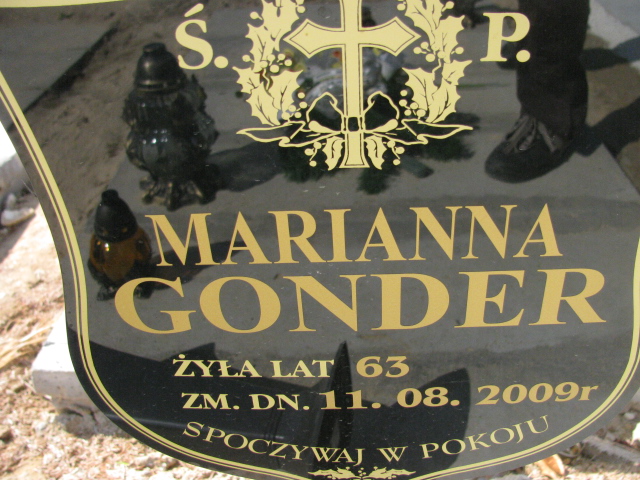 Ś. P.
MARIANNA
GONDER
ŻYŁA LAT 63
ZM. DN. 11. 08. 2009r
SPOCZYWAJ W POKOJU